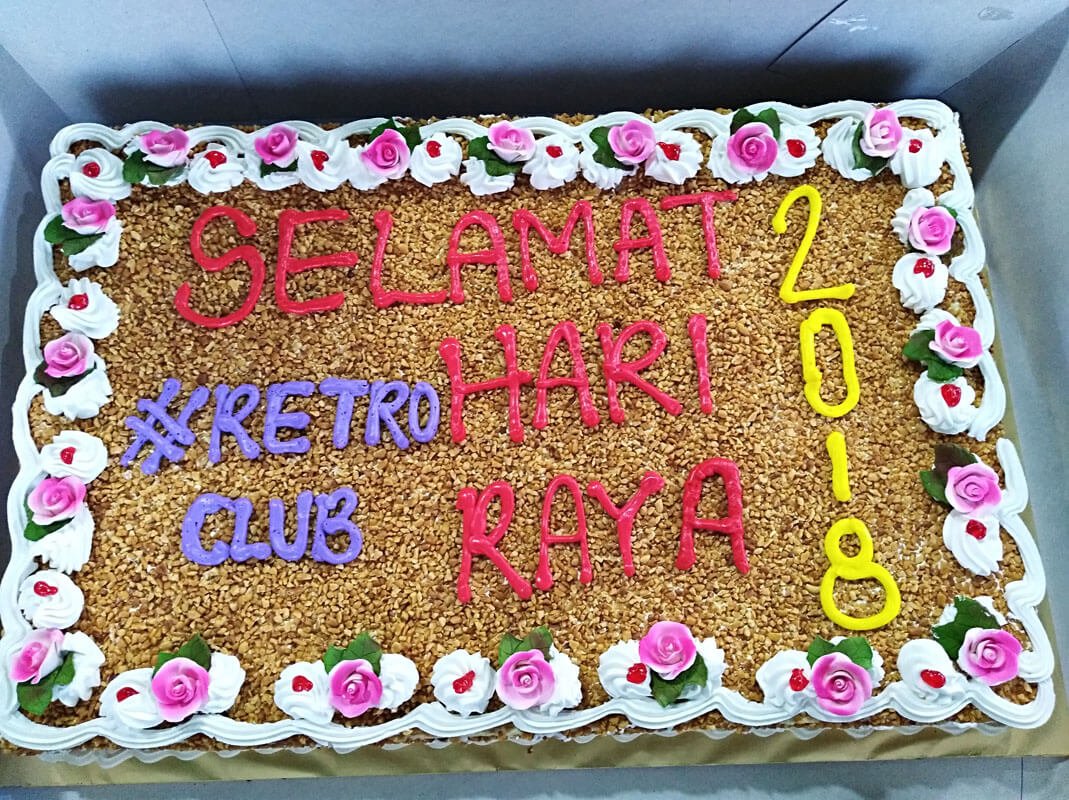 SELAMAT
HARI
RAYA
#RETRO
CLUB
2018